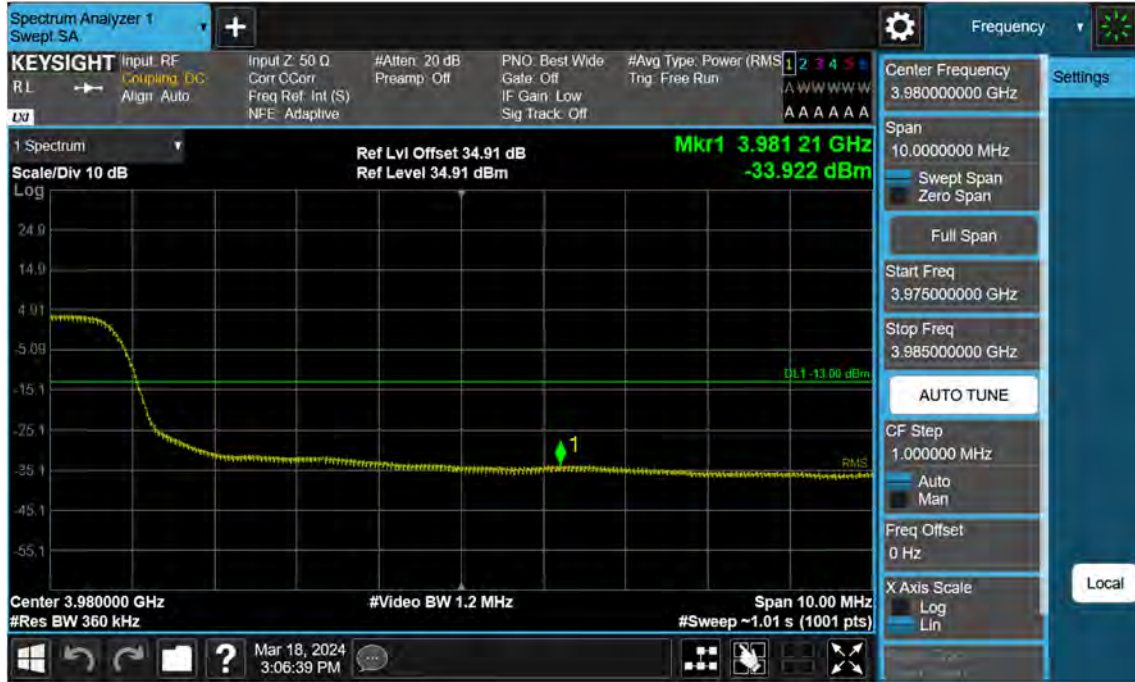 Spectrum Analyzer 1
Swept SA
Frequency
KEYSIGHT
RL
LXI
Input: RF
Coupling: DC
Align: Auto
Input Z: 50 Ω
Corr CCorr
Freq Ref: Int (S)
NFE: Adaptive
#Atten: 20 dB
Preamp: Off
PNO: Best Wide
Gate: Off
IF Gain: Low
Sig Track: Off
#Avg Type: Power (RMS
Trig: Free Run
1 2 3 4 5 6
A W W W W W
A A A A A A
1 Spectrum
Scale/Div 10 dB
Log
Ref Lvl Offset 34.91 dB
Ref Level 34.91 dBm
Mkr1 3.981 21 GHz
-33.922 dBm
24.9
14.9
4.91
-5.09
-15.1
-25.1
-35.1
-45.1
-55.1
DL1 -13.00 dBm
1
RMS
Center 3.980000 GHz
#Res BW 360 kHz
#Video BW 1.2 MHz
Span 10.00 MHz
#Sweep ~1.01 s (1001 pts)
Mar 18, 2024
3:06:39 PM
?
Center Frequency
3.980000000 GHz
Span
10.0000000 MHz
Swept Span
Zero Span
Full Span
Start Freq
3.975000000 GHz
Stop Freq
3.985000000 GHz
AUTO TUNE
CF Step
1.000000 MHz
Auto
Man
Freq Offset
0 Hz
X Axis Scale
Log
Lin
Settings
Local